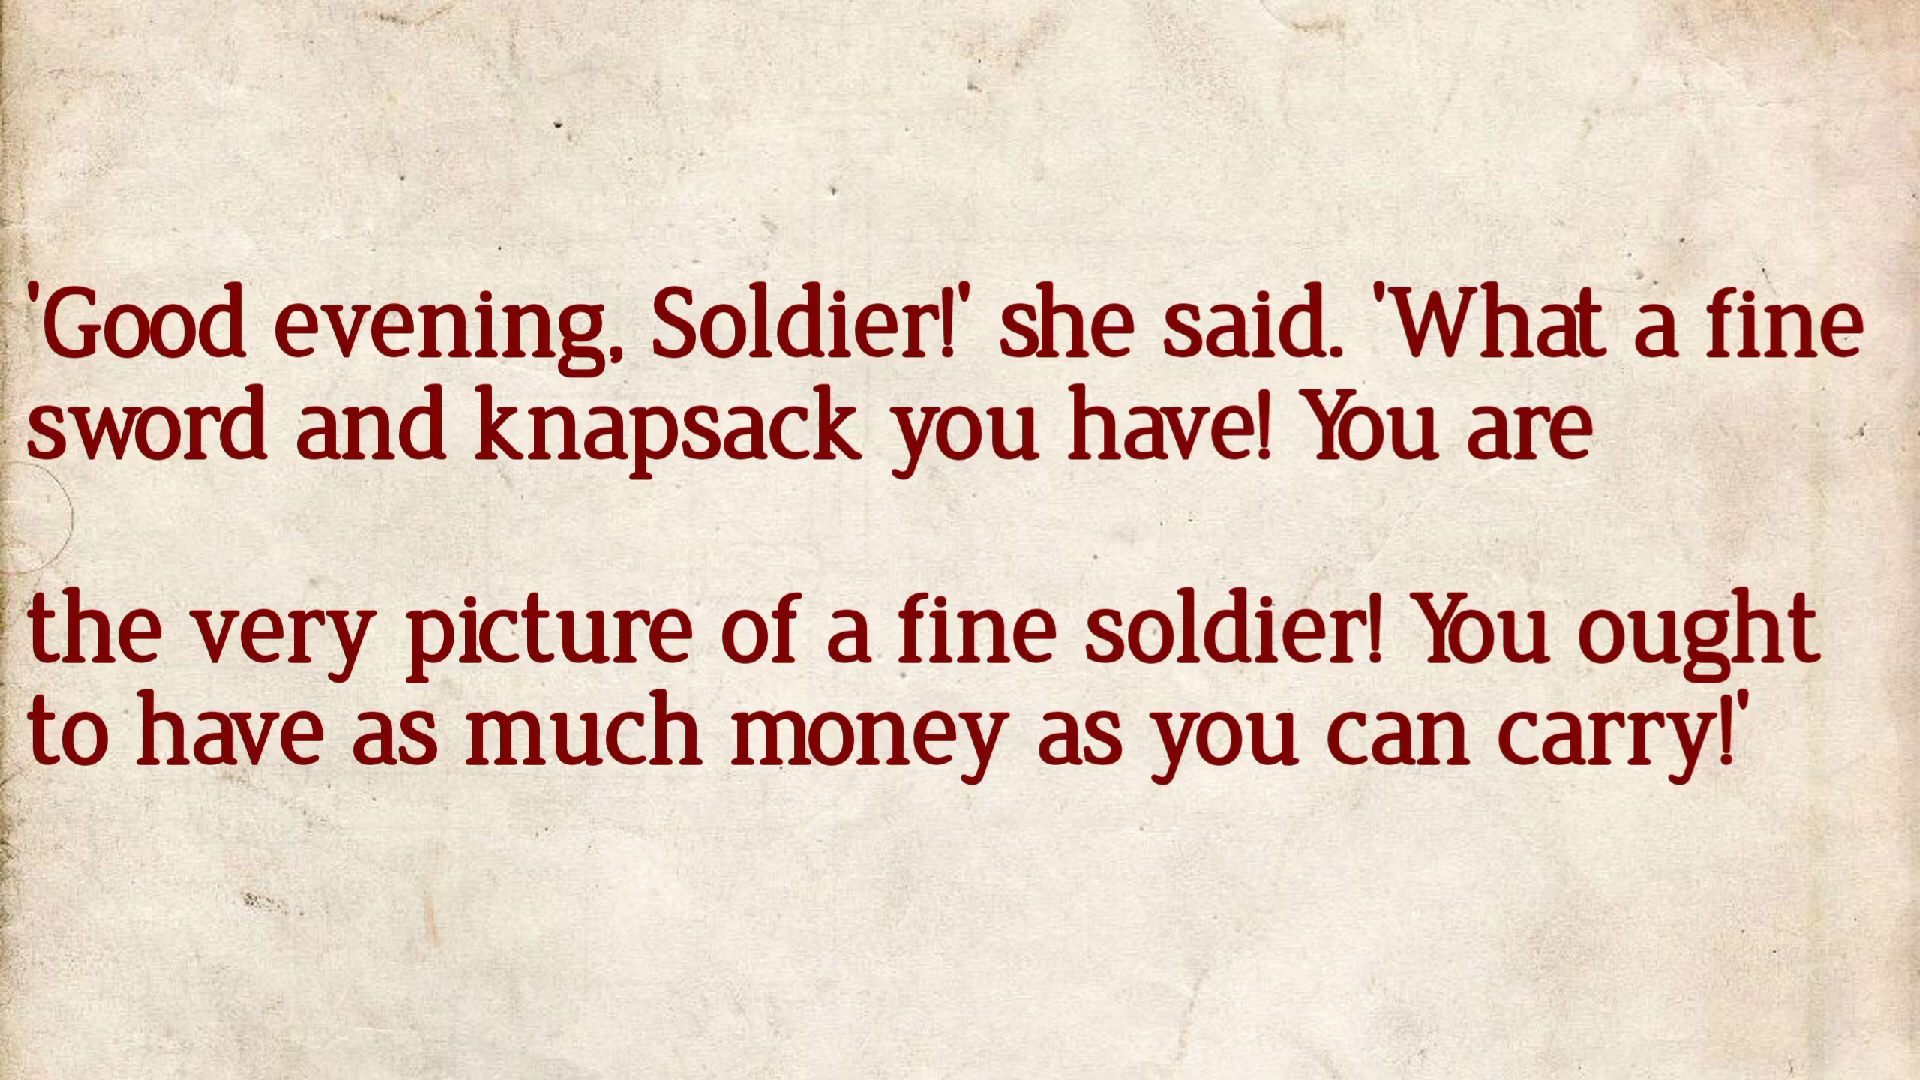 'Good evening, Soldier!' she said. 'What a fine
sword and knapsack you have! You are
the very picture of a fine soldier! You ought
to have as much money as you can carry!'